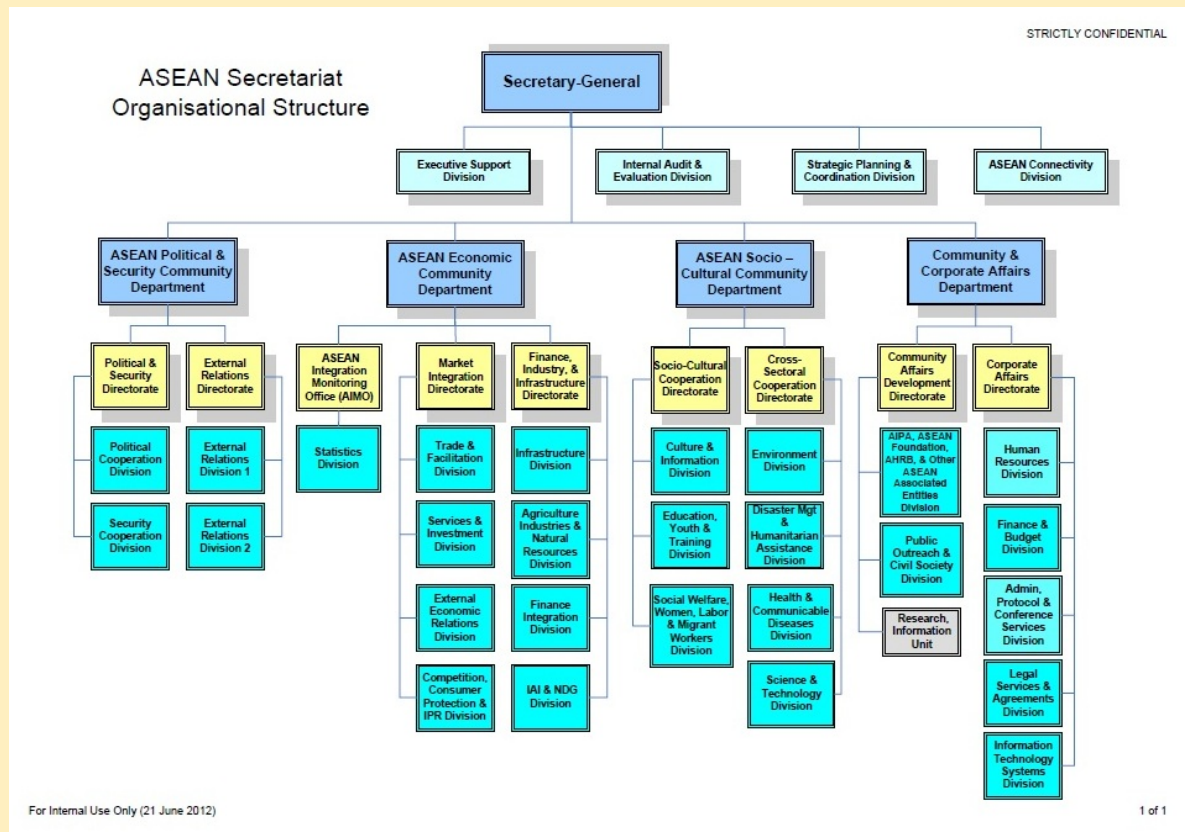 STRICTLY CONFIDENTIAL
ASEAN Secretariat
Organisational Structure
Secretary-General
Executive Support
Division
Internal Audit &
Evaluation Division
Strategic Planning &
Coordination Division
ASEAN Connectivity
Division
ASEAN Political &
Security Community
Department
ASEAN Economic
Community
Department
ASEAN Socio –
Cultural Community
Department
Community &
Corporate Affairs
Department
Political &
Security
Directorate
External
Relations
Directorate
ASEAN
Integration
Monitoring
Office (AIMO)
Market
Integration
Directorate
Finance,
Industry, &
Infrastructure
Directorate
Socio-Cultural
Cooperation
Directorate
Cross-
Sectoral
Cooperation
Directorate
Community
Affairs
Development
Directorate
Corporate
Affairs
Directorate
Political
Cooperation
Division
External
Relations
Division 1
Statistics
Division
Trade &
Facilitation
Division
Infrastructure
Division
Culture &
Information
Division
Environment
Division
AIPA, ASEAN
Foundation,
AHRB, & Other
ASEAN
Associated
Entities
Division
Human
Resources
Division
Security
Cooperation
Division
External
Relations
Division 2
Services &
Investment
Division
Agriculture
Industries &
Natural
Resources
Division
Education,
Youth &
Training
Division
Disaster Mgt
&
Humanitarian
Assistance
Division
Public
Outreach &
Civil Society
Division
Finance &
Budget
Division
External
Economic
Relations
Division
Finance
Integration
Division
Social Welfare,
Women, Labor
& Migrant
Workers
Division
Health &
Communicable
Diseases
Division
Research,
Information
Unit
Admin,
Protocol &
Conference
Services
Division
Competition,
Consumer
Protection &
IPR Division
IAI & NDG
Division
Science &
Technology
Division
Legal
Services &
Agreements
Division
Information
Technology
Systems
Division
For Internal Use Only (21 June 2012)
1 of 1